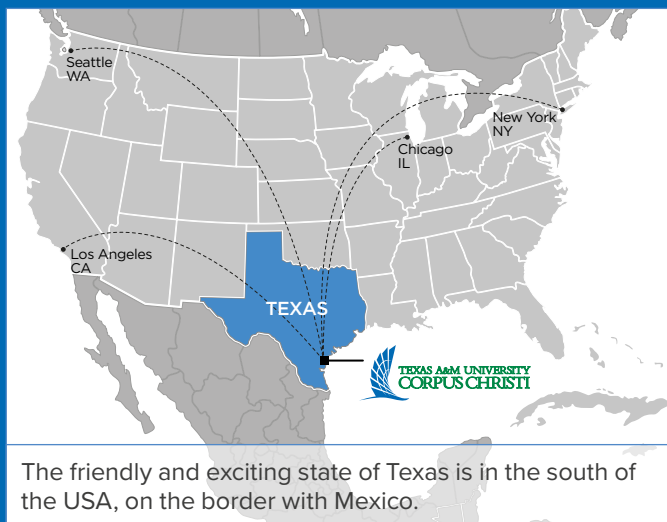 Seattle
WA
New York
NY
Chicago
IL
Los Angeles
CA
TEXAS
TEXAS A&M UNIVERSITY
CORPUS CHRISTI
The friendly and exciting state of Texas is in the south of
the USA, on the border with Mexico.